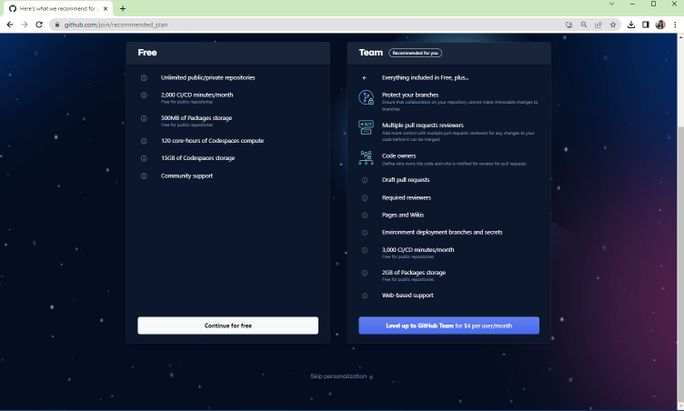 Here's what we recommend for y
github.com/join/recommended_plan
Free
Unlimited public/private repositories
2,000 CI/CD minutes/month
Free for public repositories
500MB of Packages storage
Free for public repositories
120 core-hours of Codespaces compute
15GB of Codespaces storage
Community support
Continue for free
Team
Recommended for you
Everything included in Free, plus...
Protect your branches
Ensure that collaborators on your repository cannot make irrevocable changes to
branches.
Multiple pull requests reviewers
Add more control with multiple pull requests reviewers for any changes to your
code before it can be merged.
Code owners
Define who owns the code and who is notified for reviews for pull requests.
Draft pull requests
Required reviewers
Pages and Wikis
Environment deployment branches and secrets
3,000 CI/CD minutes/month
Free for public repositories
2GB of Packages storage
Free for public repositories
Web-based support
Level up to GitHub Team for $4 per user/month
Skip personalization